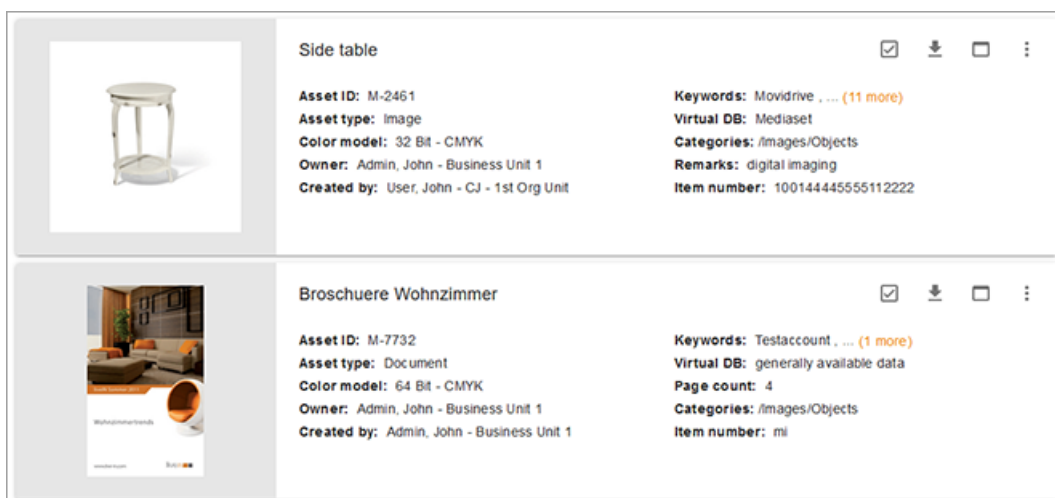 Side table
Asset ID: M-2461
Asset type: Image
Color model: 32 Bit - CMYK
Owner: Admin, John - Business Unit 1
Created by: User, John - CJ - 1st Org Unit
Keywords: Movidrive , ... (11 more)
Virtual DB: Mediaset
Categories: /Images/Objects
Remarks: digital imaging
Item number: 100144445555112222
Broschuere Wohnzimmer
Asset ID: M-7732
Asset type: Document
Color model: 64 Bit - CMYK
Owner: Admin, John - Business Unit 1
Created by: Admin, John - Business Unit 1
Keywords: Testaccount , ... (1 more)
Virtual DB: generally available data
Page count: 4
Categories: /Images/Objects
Item number: mi
Wohnzimmertrends